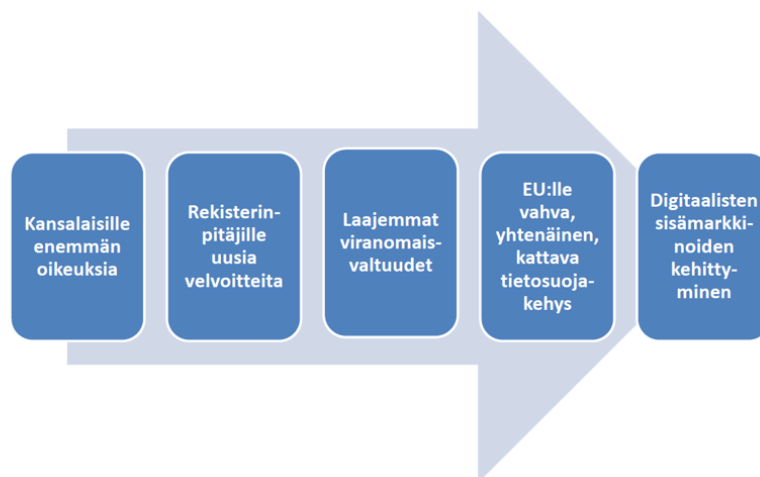 Kansalaisille
enemmän
oikeuksia
Rekisterin-
pitäjille
uusia
velvoitteita
Laajemmat
viranomais-
valtuudet
EU:lle
vahva,
yhtenäinen,
kattava
tietosuoja-
kehys
Digitaalisten
sisämarkki-
noiden
kehitty-
minen